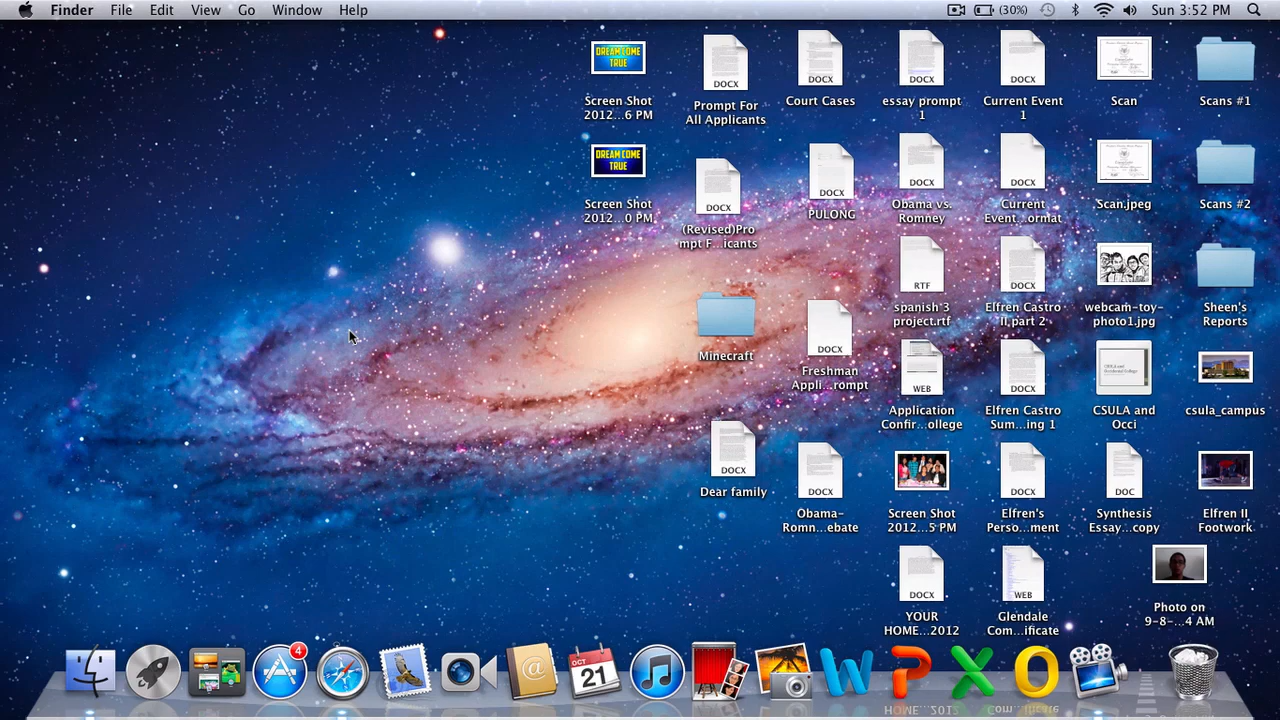 Finder File Edit View Go Window Help
(30%) Sun 3:52 PM
DREAM COME
TRUE
Screen Shot
2012...6 PM
DOCX
Prompt For
All Applicants
DOCX
Court Cases
DOCX
essay prompt
1
DOCX
Current Event
1
Scan
Scans #1
DREAM COME
TRUE
Screen Shot
2012...0 PM
DOCX
(Revised)Pro
mpt F...icants
DOCX
PULONG
DOCX
Obama vs.
Romney
DOCX
Current
Event...ormat
Scan.jpeg
Scans #2
Minecraft
DOCX
Freshman
Appli...rompt
RTF
spanish 3
project.rtf
DOCX
Elfren Castro
II,part 2
webcam-toy-
photo1.jpg
Sheen's
Reports
WEB
Application
Confir...ollege
DOCX
Elfren Castro
Sum...ing 1
CSULA and
Occi
csula_campus
DOCX
Dear family
DOCX
Obama-
Romn...ebate
Screen Shot
2012...5 PM
DOCX
Elfren's
Perso...ment
DOC
Synthesis
Essay...copy
Elfren II
Footwork
DOCX
YOUR
HOME...2012
WEB
Glendale
Com...ificate
Photo on
9-8-...4 AM
4
@
OCT
21
W P X O
HOME...2012
Com...ificate